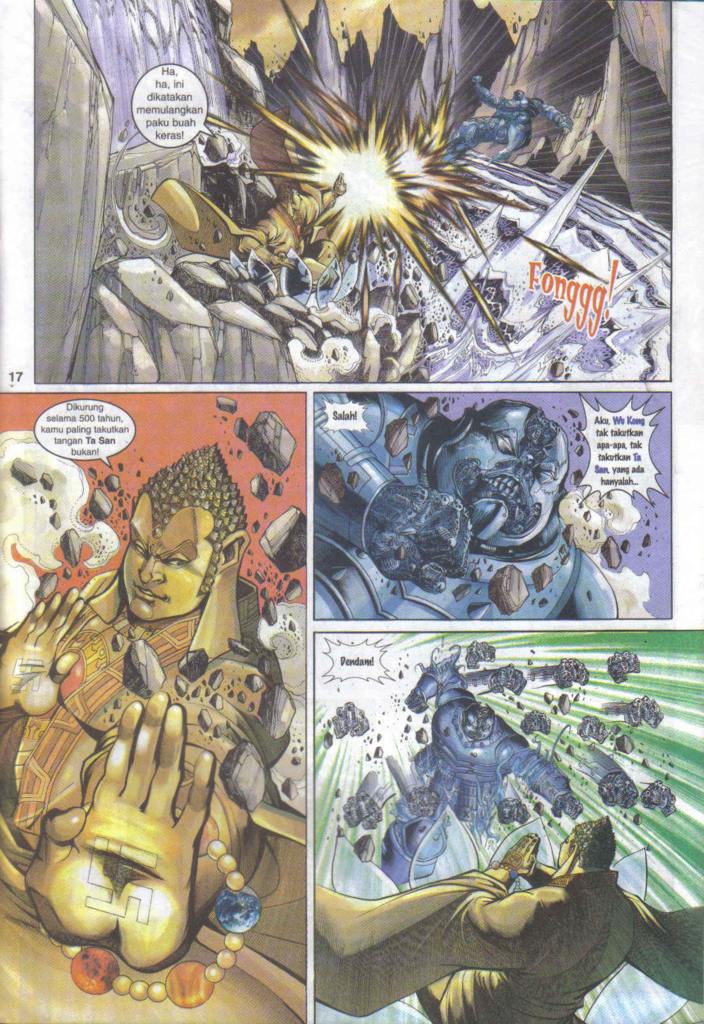 Ha,
ha, ini
dikatakan
memulangkan
paku buah
keras!
Fonggg!
17
Dikurung
selama 500 tahun,
kamu paling takutkan
tangan Ta San
bukan!
Salah!
Aku, Wu Kong
tak takutkan
apa-apa, tak
takutkan Ta
San, yang ada
hanyalah...
Dendam!